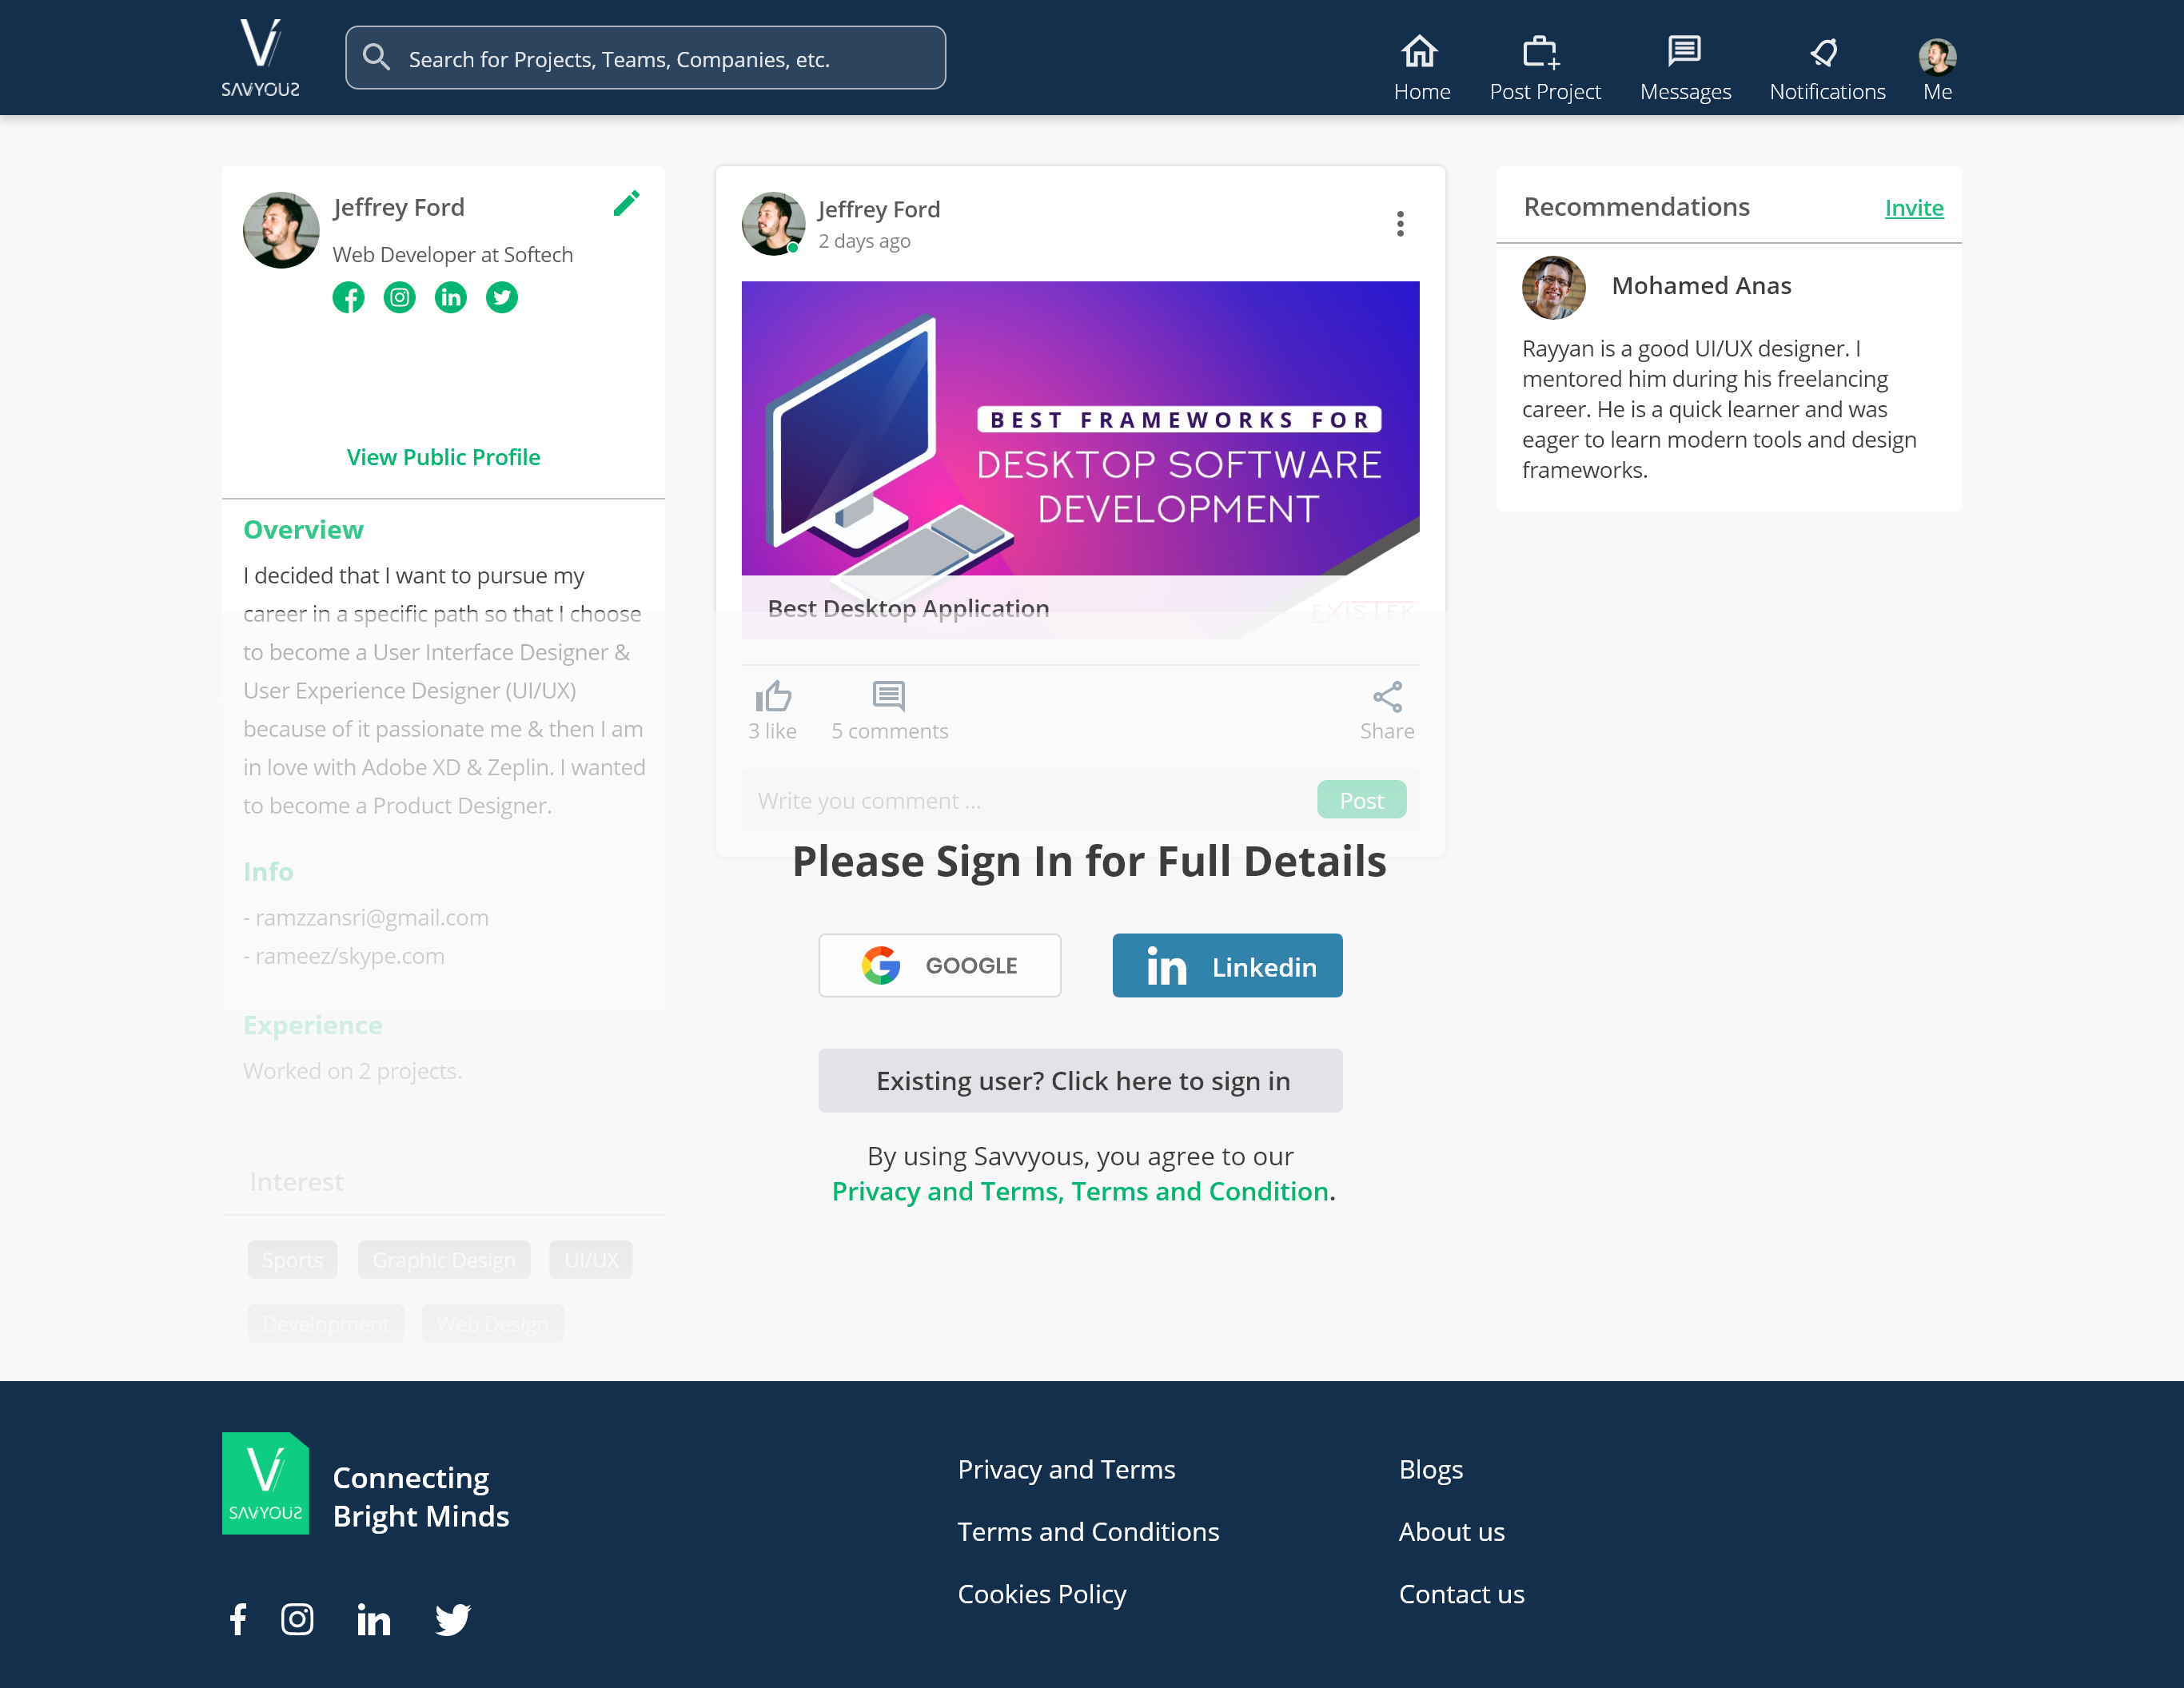 SAVVYOUS
Search for Projects, Teams, Companies, etc.
Home
Post Project
Messages
Notifications
Me
Jeffrey Ford
Web Developer at Softech
View Public Profile
Overview
I decided that I want to pursue my
career in a specific path so that I choose
to become a User Interface Designer &
User Experience Designer (UI/UX)
because of it passionate me & then I am
in love with Adobe XD & Zeplin. I wanted
to become a Product Designer.
Info
- ramzzansri@gmail.com
- rameez/skype.com
Experience
Worked on 2 projects.
Interest
Sports
Graphic Design
UI/UX
Development
Web Design
Jeffrey Ford
2 days ago
BEST FRAMEWORKS FOR
DESKTOP SOFTWARE
DEVELOPMENT
Best Desktop Application
EXISTEK
3 like
5 comments
Share
Write you comment ...
Post
Please Sign In for Full Details
GOOGLE
in Linkedin
Existing user? Click here to sign in
By using Savvyous, you agree to our
Privacy and Terms, Terms and Condition.
Recommendations
Invite
Mohamed Anas
Rayyan is a good UI/UX designer. I
mentored him during his freelancing
career. He is a quick learner and was
eager to learn modern tools and design
frameworks.
SAVVYOUS
Connecting
Bright Minds
Privacy and Terms
Terms and Conditions
Cookies Policy
Blogs
About us
Contact us